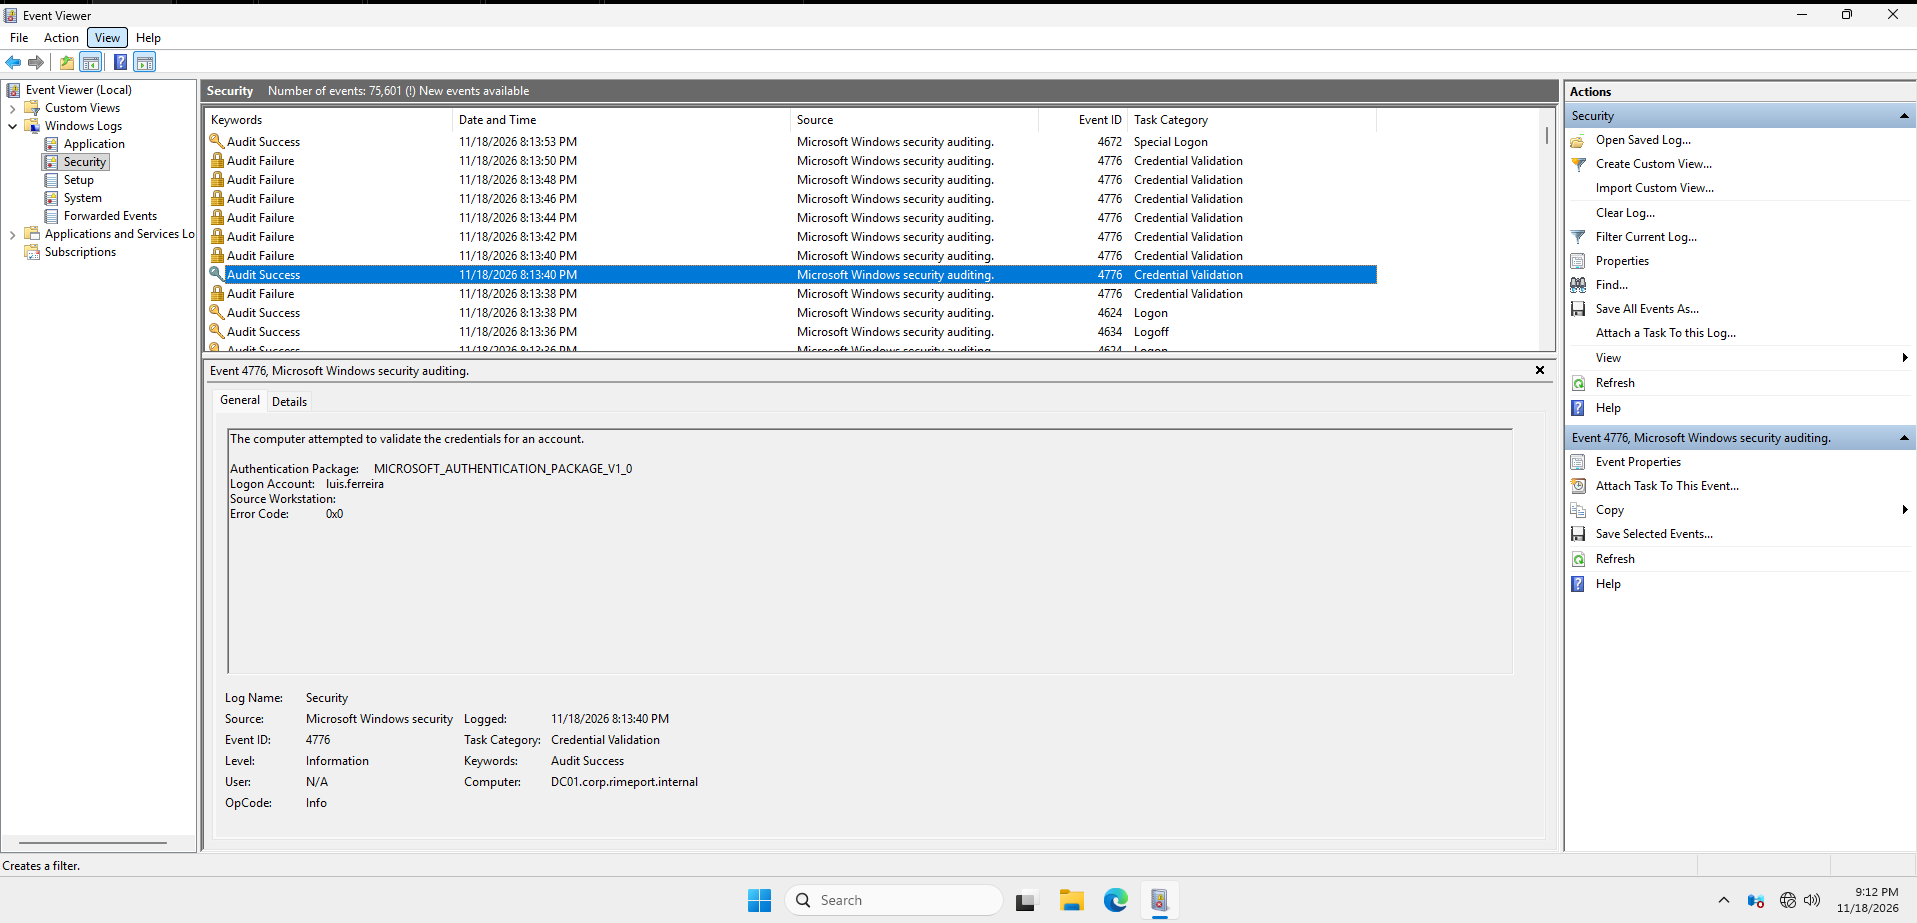 Event Viewer
File Action View Help
Event Viewer (Local)
Custom Views
Windows Logs
Application
Security
Setup
System
Forwarded Events
Applications and Services Lo
Subscriptions
Security Number of events: 75,601 (!) New events available
Keywords Date and Time Source Event ID Task Category
Audit Success 11/18/2026 8:13:53 PM Microsoft Windows security auditing. 4672 Special Logon
Audit Failure 11/18/2026 8:13:50 PM Microsoft Windows security auditing. 4776 Credential Validation
Audit Failure 11/18/2026 8:13:48 PM Microsoft Windows security auditing. 4776 Credential Validation
Audit Failure 11/18/2026 8:13:46 PM Microsoft Windows security auditing. 4776 Credential Validation
Audit Failure 11/18/2026 8:13:44 PM Microsoft Windows security auditing. 4776 Credential Validation
Audit Failure 11/18/2026 8:13:42 PM Microsoft Windows security auditing. 4776 Credential Validation
Audit Failure 11/18/2026 8:13:40 PM Microsoft Windows security auditing. 4776 Credential Validation
Audit Success 11/18/2026 8:13:40 PM Microsoft Windows security auditing. 4776 Credential Validation
Audit Failure 11/18/2026 8:13:38 PM Microsoft Windows security auditing. 4776 Credential Validation
Audit Success 11/18/2026 8:13:38 PM Microsoft Windows security auditing. 4624 Logon
Audit Success 11/18/2026 8:13:36 PM Microsoft Windows security auditing. 4634 Logoff
Audit Success 11/18/2026 8:13:36 PM Microsoft Windows security auditing. 4624 Logon
Event 4776, Microsoft Windows security auditing.
General Details
The computer attempted to validate the credentials for an account.
Authentication Package: MICROSOFT_AUTHENTICATION_PACKAGE_V1_0
Logon Account: luis.ferreira
Source Workstation:
Error Code: 0x0
Log Name: Security
Source: Microsoft Windows security Logged: 11/18/2026 8:13:40 PM
Event ID: 4776 Task Category: Credential Validation
Level: Information Keywords: Audit Success
User: N/A Computer: DC01.corp.rimeport.internal
OpCode: Info
Actions
Security
Open Saved Log...
Create Custom View...
Import Custom View...
Clear Log...
Filter Current Log...
Properties
Find...
Save All Events As...
Attach a Task To this Log...
View
Refresh
Help
Event 4776, Microsoft Windows security auditing.
Event Properties
Attach Task To This Event...
Copy
Save Selected Events...
Refresh
Help
Creates a filter.
Search
9:12 PM
11/18/2026